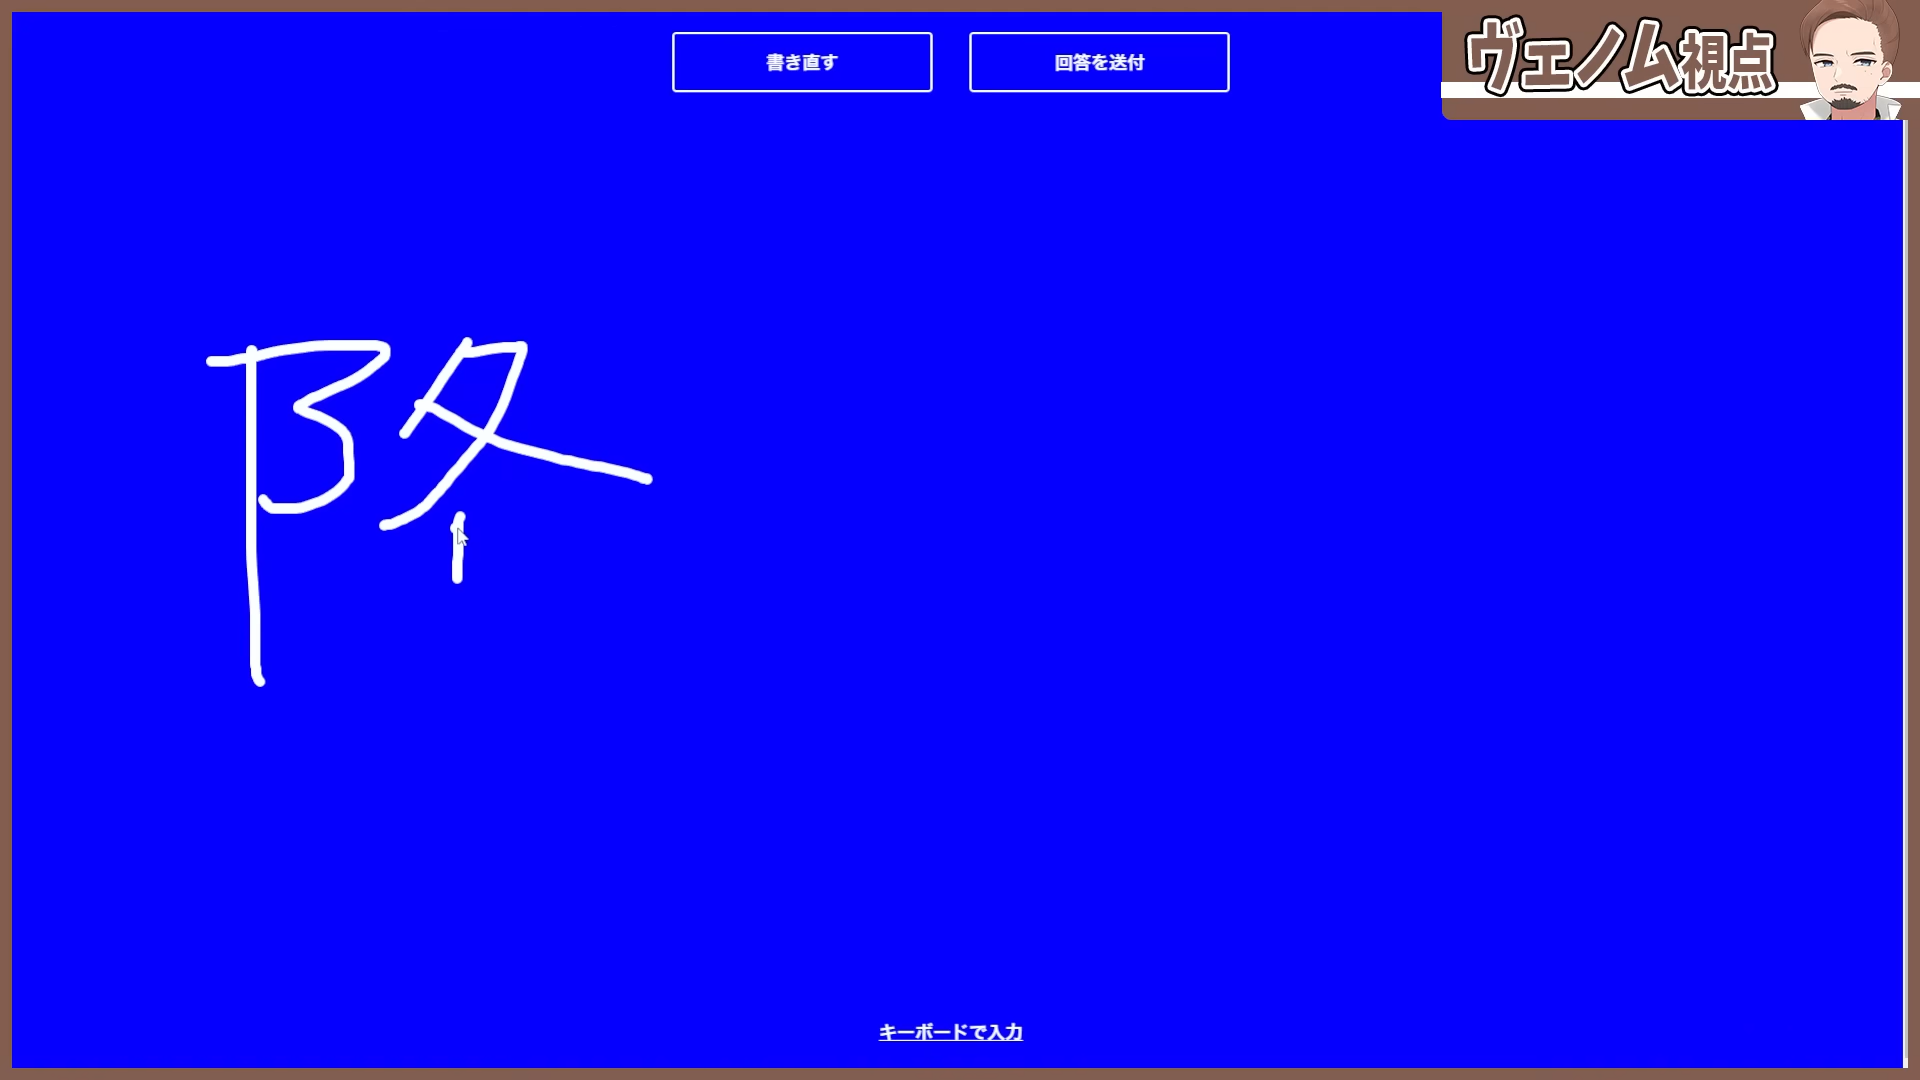 書き直す
回答を送付
ヴェノム視点
キーボードで入力